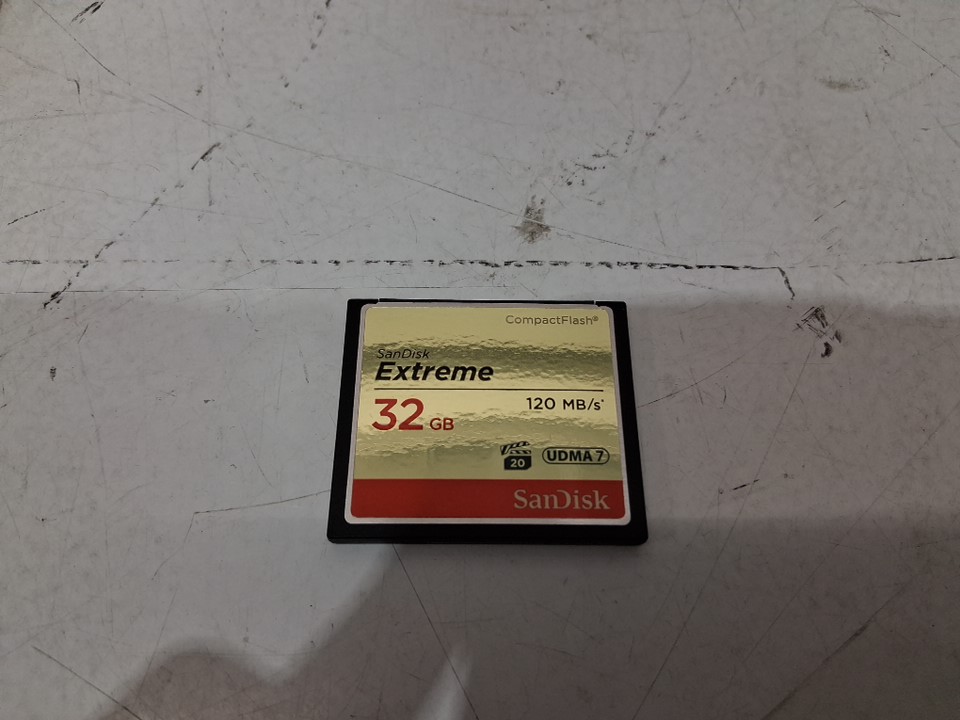 CompactFlash®
SanDisk
Extreme
32 GB
120 MB/s*
20
UDMA 7
SanDisk